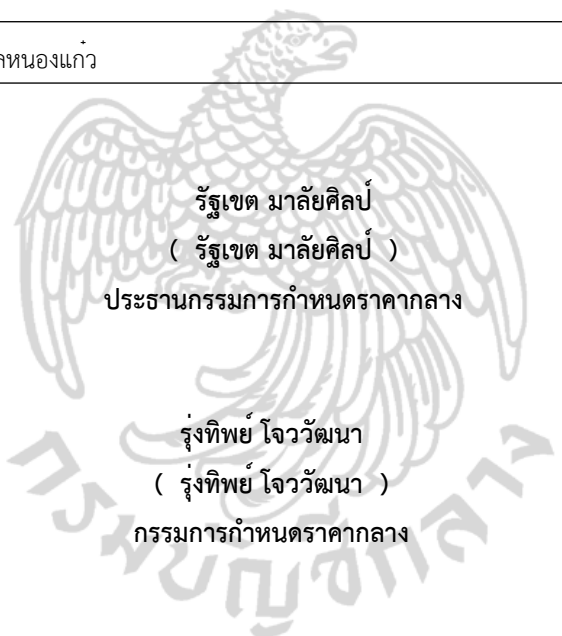 ลหนองแก๋ว
รัฐเขต มาลัยศิลป์
( รัฐเขต มาลัยศิลป์ )
ประธานกรรมการกำหนดราคากลาง
รุ่งทิพย์ โจววัฒนา
( รุ่งทิพย์ โจววัฒนา )
กรรมการกำหนดราคากลาง
กรมบัญชีกลาง